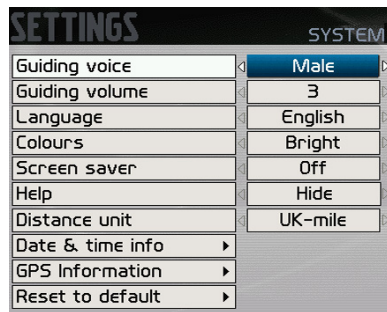 SETTINGS
SYSTEM
Guiding voice Male
Guiding volume 3
Language English
Colours Bright
Screen saver Off
Help Hide
Distance unit UK-mile
Date & time info
GPS Information
Reset to default